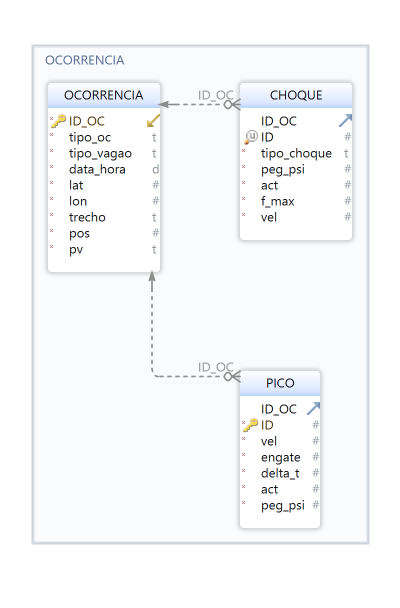 OCORRENCIA
OCORRENCIA
ID_OC
tipo_oc t
tipo_vagao t
data_hora d
lat #
lon #
trecho t
pos #
pv t
ID_OC
CHOQUE
ID_OC
u ID #
tipo_choque t
peg_psi #
act #
f_max #
vel #
ID_OC
PICO
ID_OC
ID #
vel #
engate #
delta_t #
act #
peg_psi #